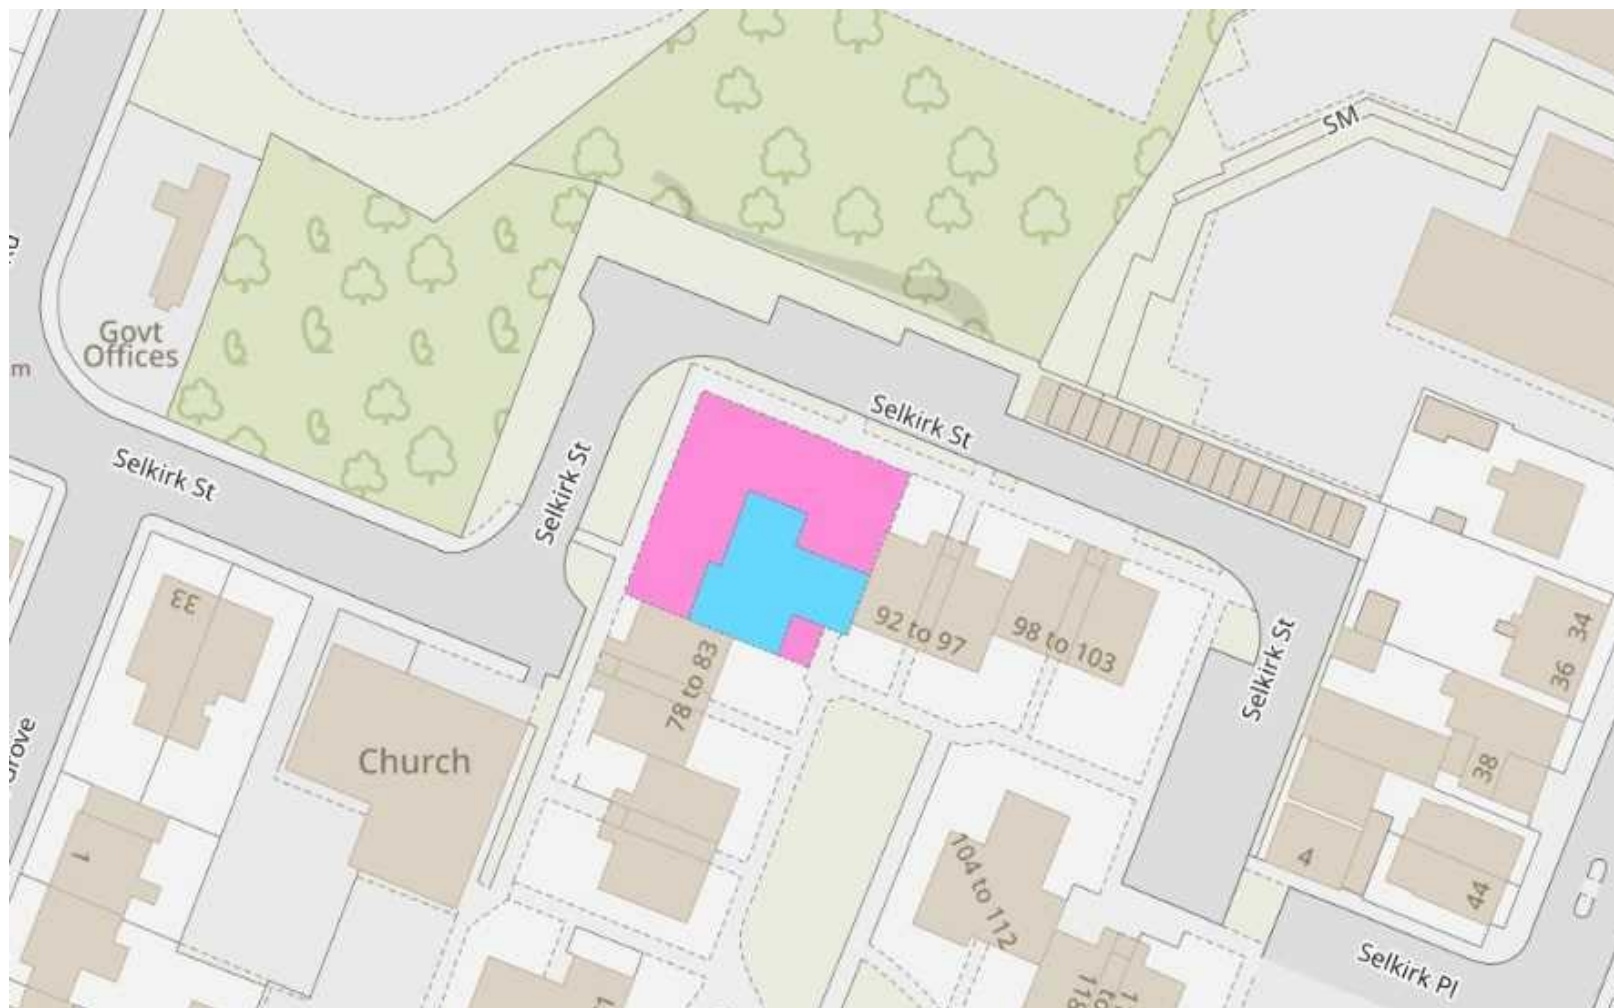 SM
Govt
Offices
m
Selkirk St
Selkirk St
Selkirk St
33
92 to 97
98 to 103
78 to 83
Selkirk St
34
36
Church
38
1
104 to 112
4
44
Selkirk Pl